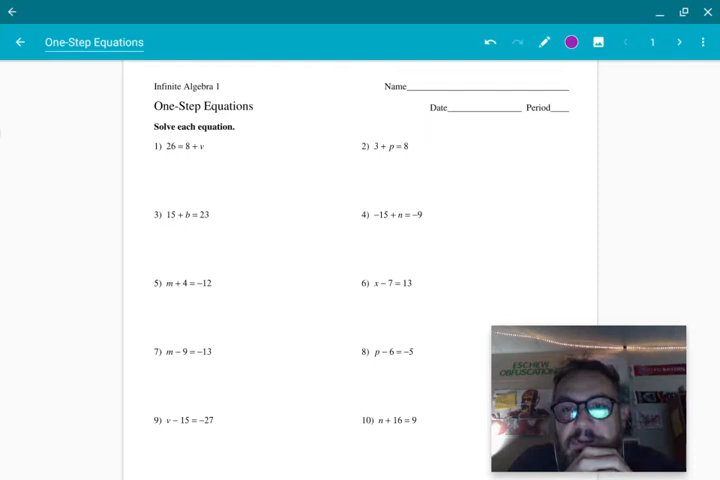 One-Step Equations
1
Infinite Algebra 1
Name
One-Step Equations
Date Period
Solve each equation.
1) 26 = 8 + v
2) 3 + p = 8
3) 15 + b = 23
4) −15 + n = −9
5) m + 4 = −12
6) x − 7 = 13
7) m − 9 = −13
8) p − 6 = −5
9) v − 15 = −27
10) n + 16 = 9
ESCHEW
OBFUSCATION